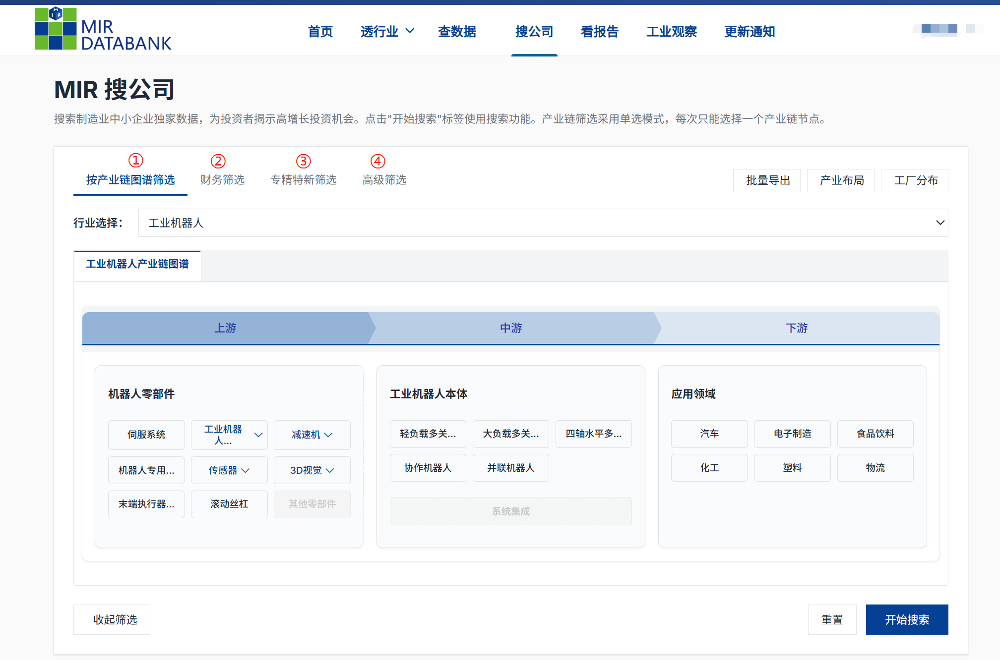 MIR
DATABANK
首页 透行业 查数据 搜公司 看报告 工业观察 更新通知
MIR 搜公司
搜索制造业中小企业独家数据，为投资者揭示高增长投资机会。点击"开始搜索"标签使用搜索功能。产业链筛选采用单选模式，每次只能选择一个产业链节点。
① ② ③ ④
按产业链图谱筛选 财务筛选 专精特新筛选 高级筛选 批量导出 产业布局 工厂分布
行业选择： 工业机器人
工业机器人产业链图谱
上游 中游 下游
机器人零部件
伺服系统 工业机器人... 减速机
机器人专用... 传感器 3D视觉
末端执行器... 滚动丝杠 其他零部件
工业机器人本体
轻负载多关... 大负载多关... 四轴水平多...
协作机器人 并联机器人
系统集成
应用领域
汽车 电子制造 食品饮料
化工 塑料 物流
收起筛选 重置 开始搜索